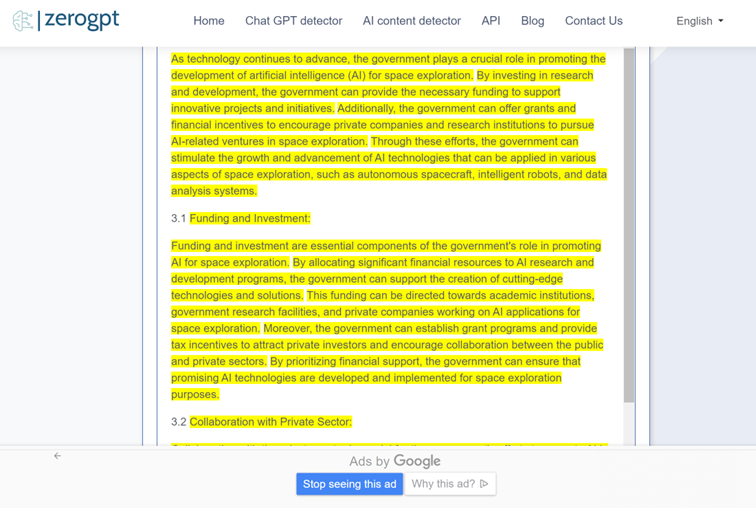 zerogpt
Home Chat GPT detector AI content detector API Blog Contact Us English
As technology continues to advance, the government plays a crucial role in promoting the
development of artificial intelligence (AI) for space exploration. By investing in research
and development, the government can provide the necessary funding to support
innovative projects and initiatives. Additionally, the government can offer grants and
financial incentives to encourage private companies and research institutions to pursue
AI-related ventures in space exploration. Through these efforts, the government can
stimulate the growth and advancement of AI technologies that can be applied in various
aspects of space exploration, such as autonomous spacecraft, intelligent robots, and data
analysis systems.
3.1 Funding and Investment:
Funding and investment are essential components of the government's role in promoting
AI for space exploration. By allocating significant financial resources to AI research and
development programs, the government can support the creation of cutting-edge
technologies and solutions. This funding can be directed towards academic institutions,
government research facilities, and private companies working on AI applications for
space exploration. Moreover, the government can establish grant programs and provide
tax incentives to attract private investors and encourage collaboration between the public
and private sectors. By prioritizing financial support, the government can ensure that
promising AI technologies are developed and implemented for space exploration
purposes.
3.2 Collaboration with Private Sector:
Ads by Google
Stop seeing this ad Why this ad?